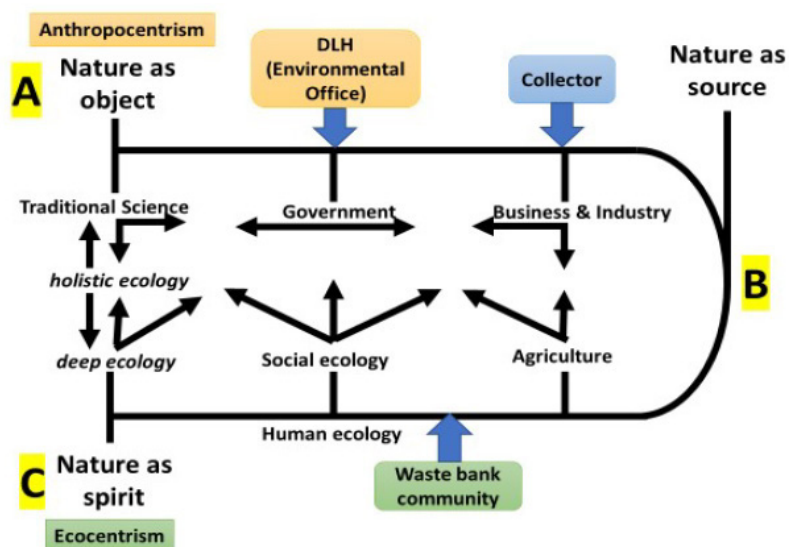 Anthropocentrism
A
Nature as
object
DLH
(Environmental
Office)
Collector
Nature as
source
Traditional Science
Government
Business & Industry
holistic ecology
B
deep ecology
Social ecology
Agriculture
Human ecology
C
Nature as
spirit
Waste bank
community
Ecocentrism